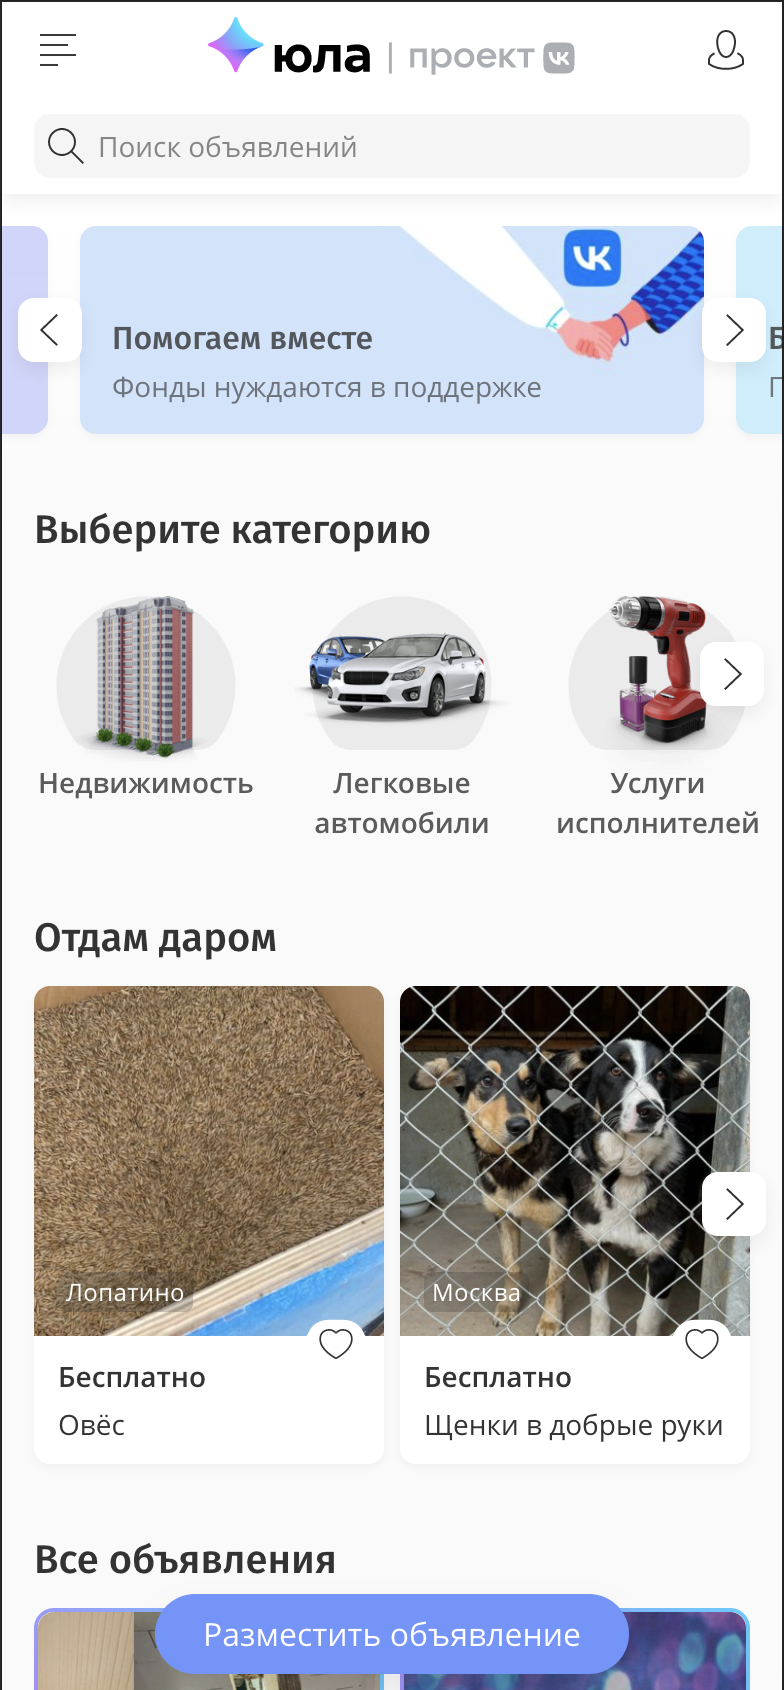 юла | проект
Поиск объявлений
Помогаем вместе
Фонды нуждаются в поддержке
Выберите категорию
Недвижимость
Легковые
автомобили
Услуги
исполнителей
Отдам даром
Лопатино
Москва
Бесплатно
Овёс
Бесплатно
Щенки в добрые руки
Все объявления
Разместить объявление